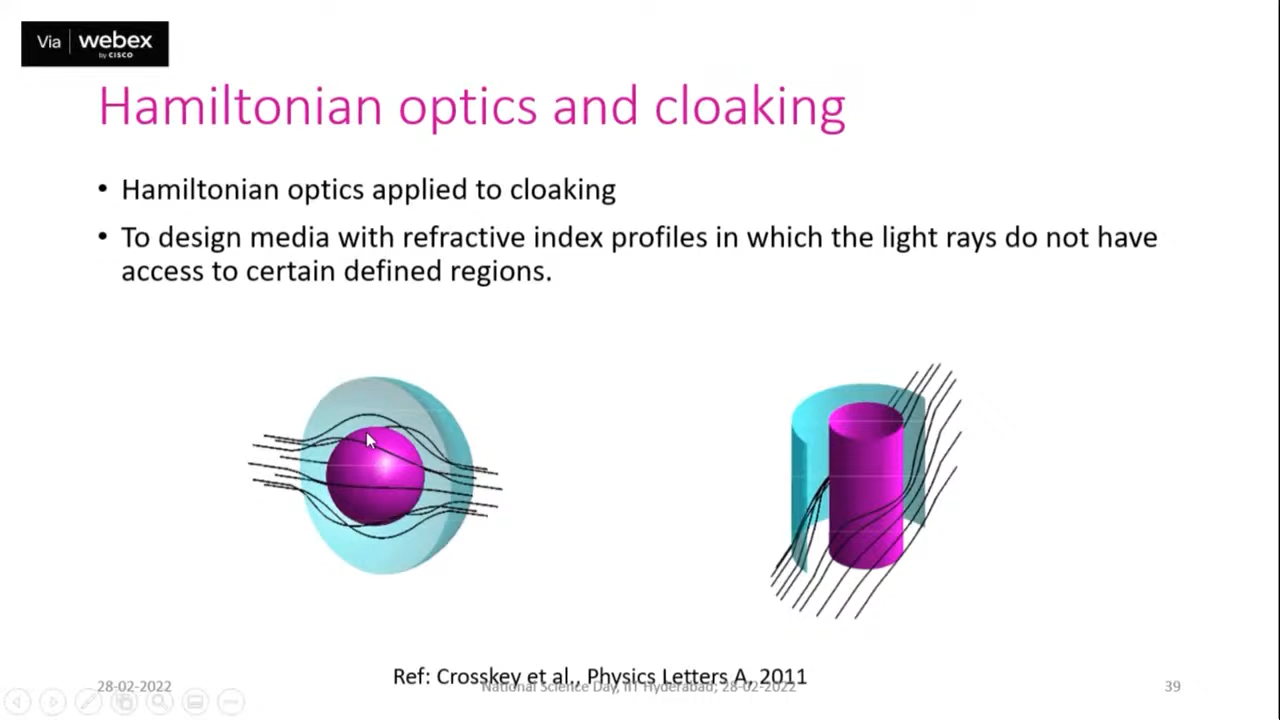 Via | webex
by CISCO
Hamiltonian optics and cloaking
• Hamiltonian optics applied to cloaking
• To design media with refractive index profiles in which the light rays do not have
access to certain defined regions.
Ref: Crosskey et al., Physics Letters A, 2011
28-02-2022
National Science Day, IIT Hyderabad, 28-02-2022
39